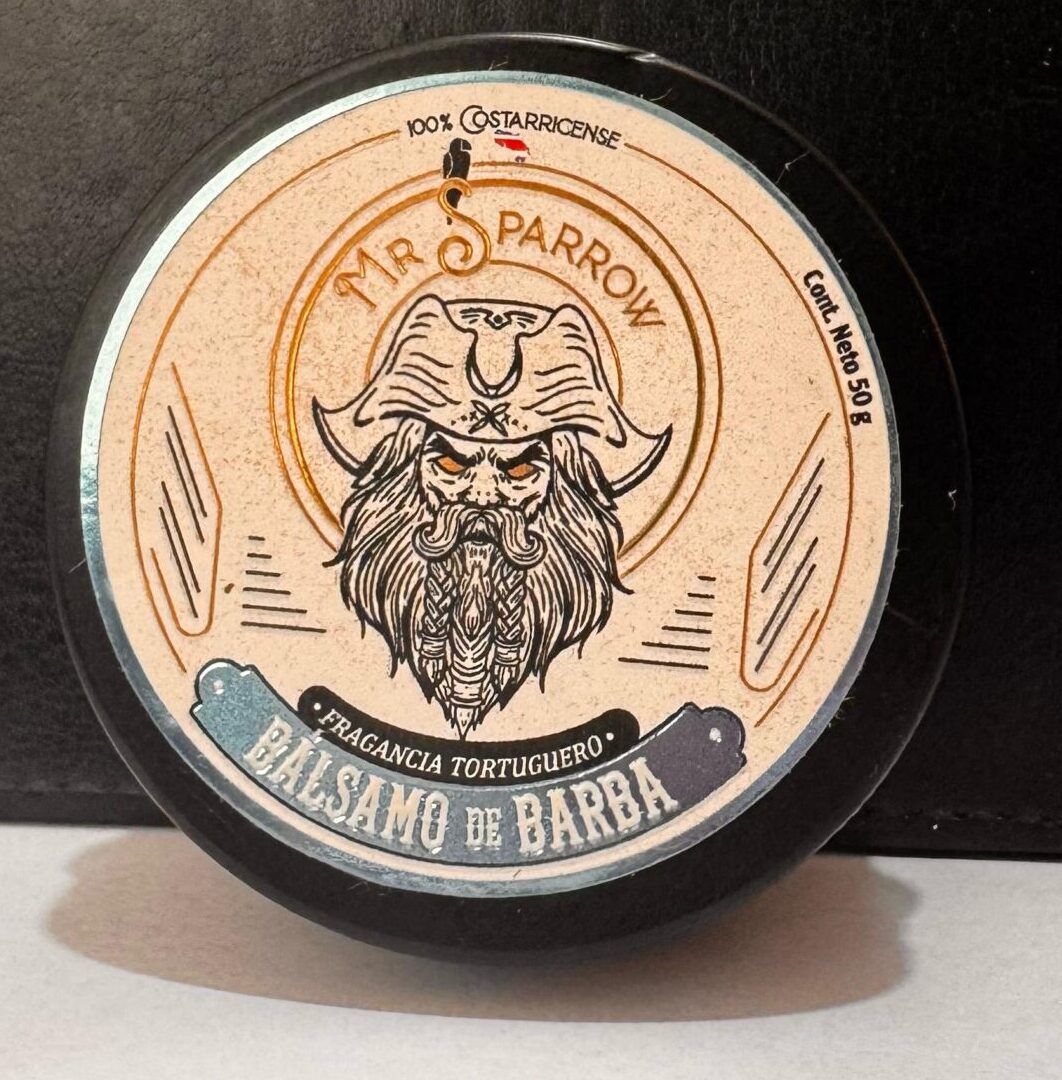 100% COSTARRICENSE
MR SPARROW
Cont. Neto 50 g
• FRAGANCIA TORTUGUERO •
BÁLSAMO DE BARBA